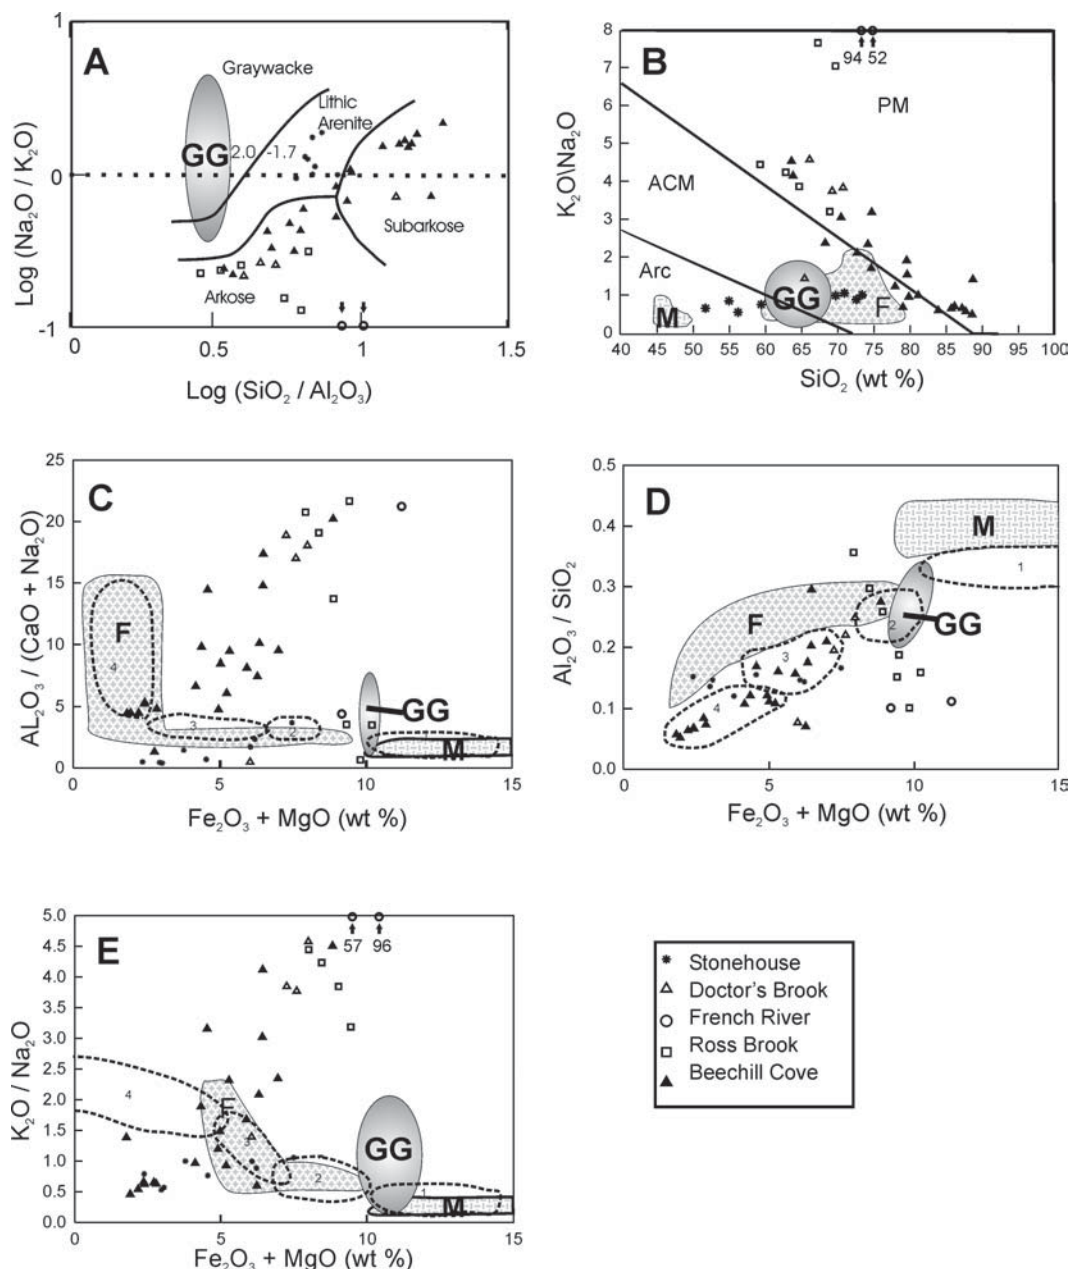 A
Graywacke
Lithic
Arenite
GG
2.0 -1.7
Subarkose
Arkose
1
0
-1
0.5
1
1.5
Log (Na₂O / K₂O)
Log (SiO₂ / Al₂O₃)
B
94 52
PM
ACM
Arc
GG
F
M
8
7
6
5
4
3
2
1
0
40 45 50 55 60 65 70 75 80 85 90 95 100
K₂O\Na₂O
SiO₂ (wt %)
C
F
4
3
2
1
GG
M
25
20
15
10
5
0
0 5 10 15
AL₂O₃ / (CaO + Na₂O)
Fe₂O₃ + MgO (wt %)
D
M
1
F
2
GG
3
4
0.5
0.4
0.3
0.2
0.1
0.0
0 5 10 15
Al₂O₃ / SiO₂
Fe₂O₃ + MgO (wt %)
E
57 96
4
F
3
2
GG
1
M
5.0
4.5
4.0
3.5
3.0
2.5
2.0
1.5
1.0
0.5
0.0
0 5 10 15
K₂O / Na₂O
Fe₂O₃ + MgO (wt %)
Stonehouse
Doctor's Brook
French River
Ross Brook
Beechill Cove